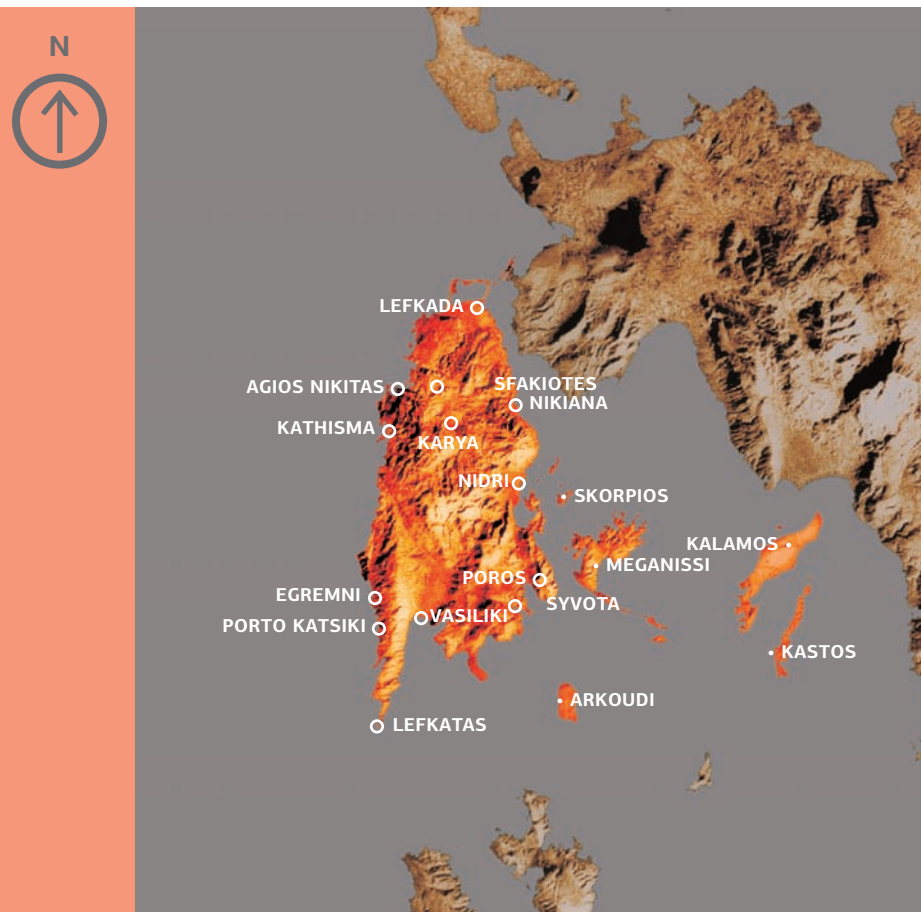 N
LEFKADA
AGIOS NIKITAS
SFAKIOTES
NIKIANA
KATHISMA
KARYA
NIDRI
SKORPIOS
KALAMOS
MEGANISSI
POROS
EGREMNI
SYVOTA
VASILIKI
PORTO KATSIKI
KASTOS
ARKOUDI
LEFKATAS